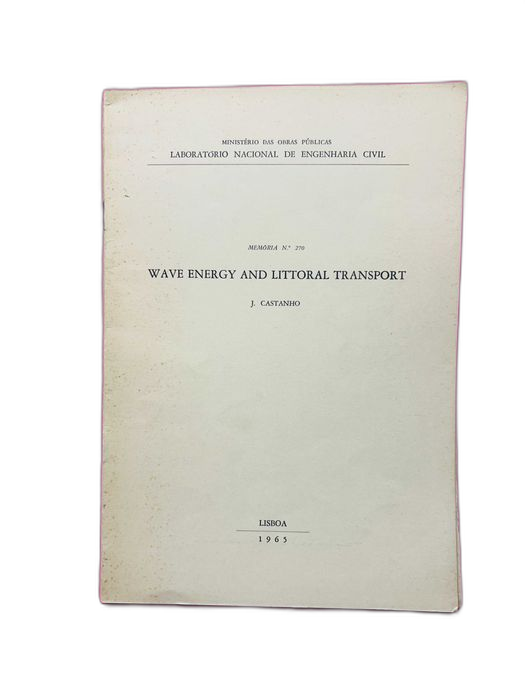 MINISTÉRIO DAS OBRAS PÚBLICAS
LABORATÓRIO NACIONAL DE ENGENHARIA CIVIL
MEMÓRIA N.º 270
WAVE ENERGY AND LITTORAL TRANSPORT
J. CASTANHO
LISBOA
1965